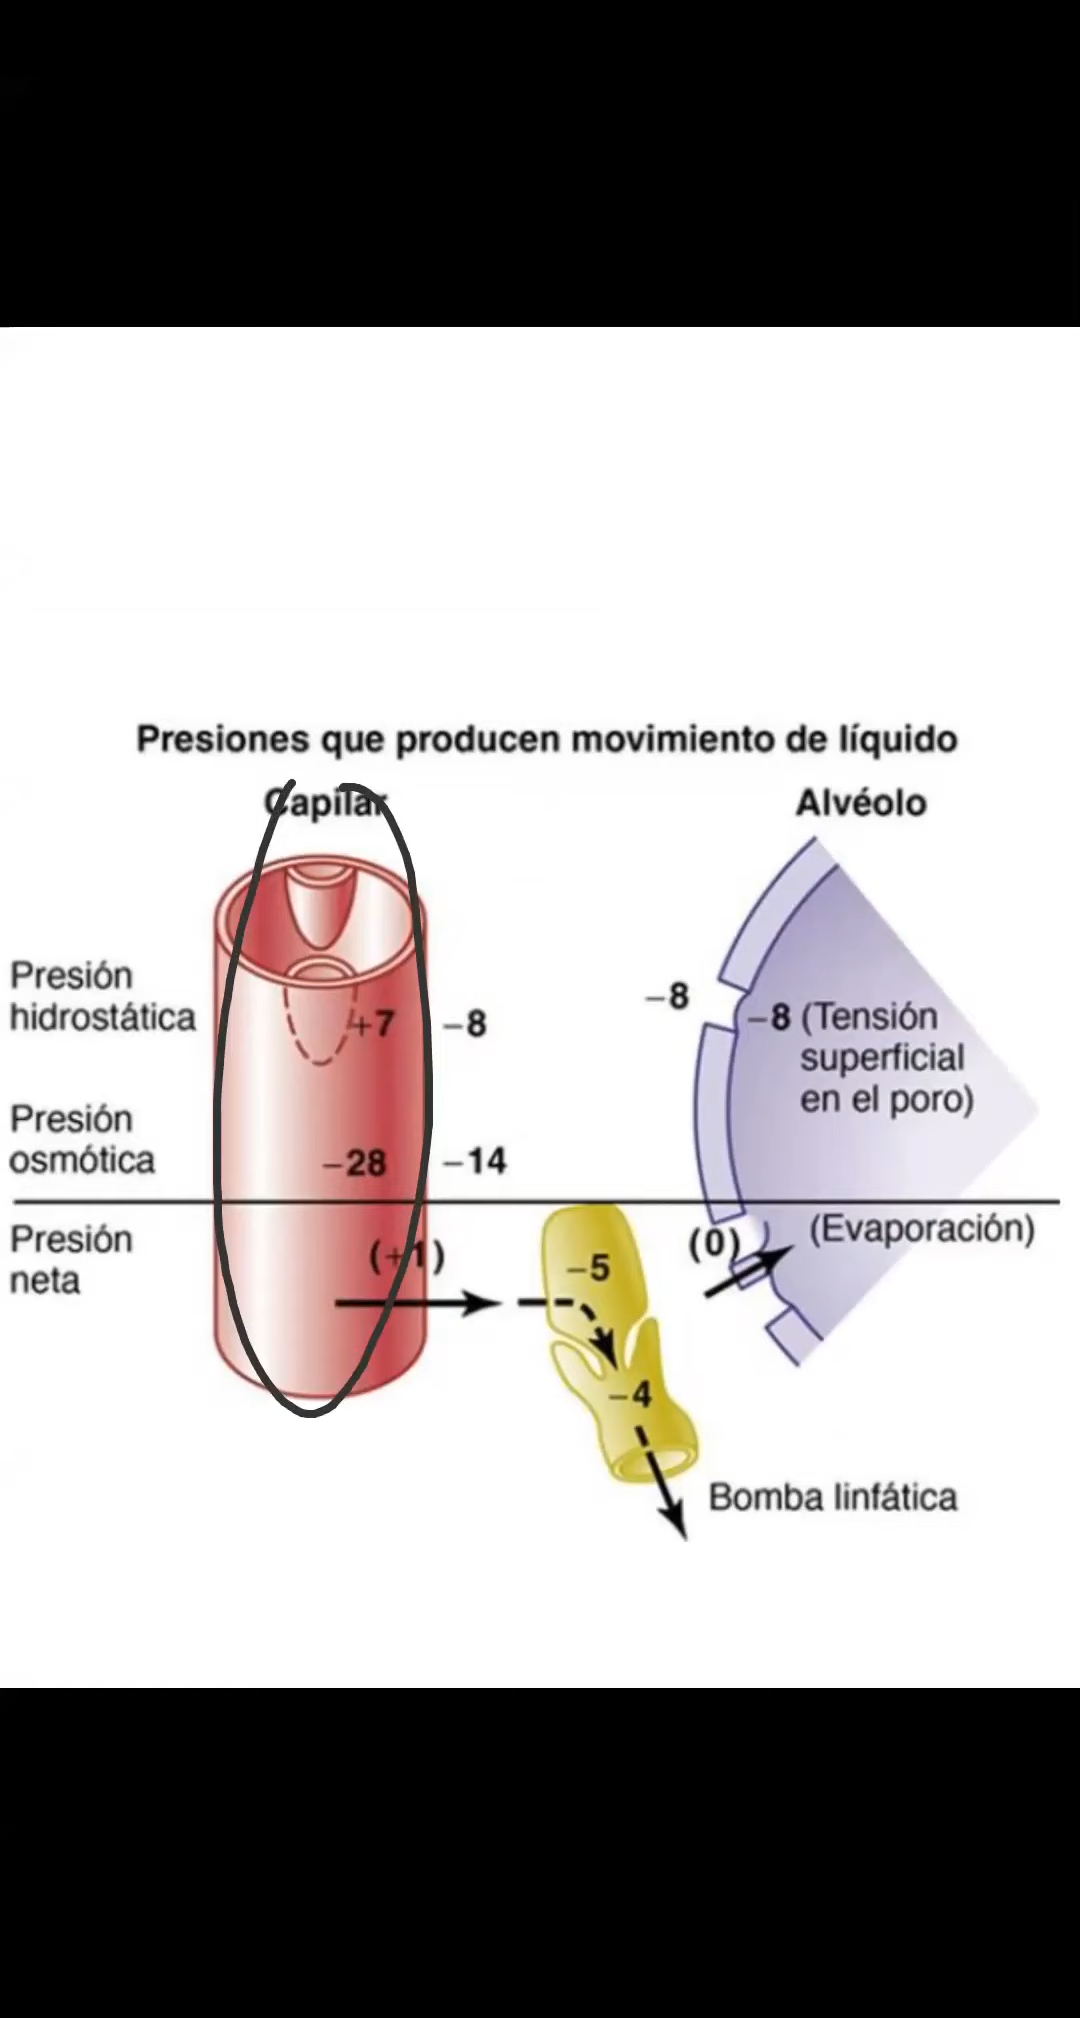 Presiones que producen movimiento de líquido
Capilar
Alvéolo
Presión
hidrostática
+7
−8
−8
−8 (Tensión
superficial
en el poro)
Presión
osmótica
−28
−14
Presión
neta
(+1)
−5
(0)
(Evaporación)
−4
Bomba linfática